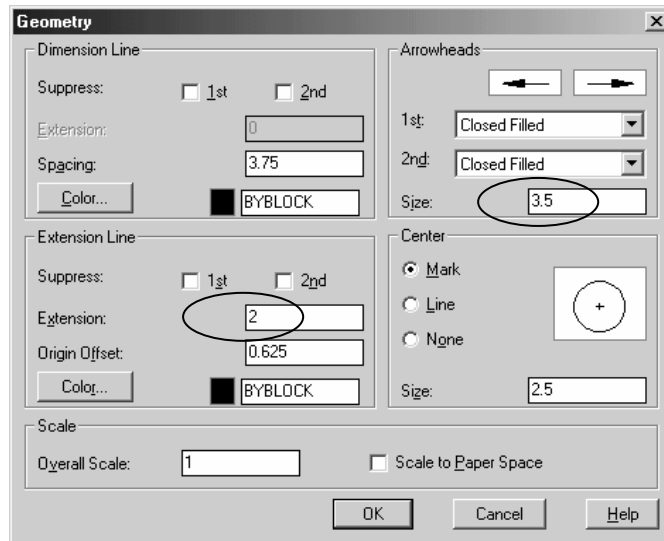 Geometry
Dimension Line
Suppress: 1st 2nd
Extension: 0
Spacing: 3.75
Color... BYBLOCK
Arrowheads
1st: Closed Filled
2nd: Closed Filled
Size: 3.5
Extension Line
Suppress: 1st 2nd
Extension: 2
Origin Offset: 0.625
Color... BYBLOCK
Center
Mark
Line
None
Size: 2.5
Scale
Overall Scale: 1 Scale to Paper Space
OK Cancel Help